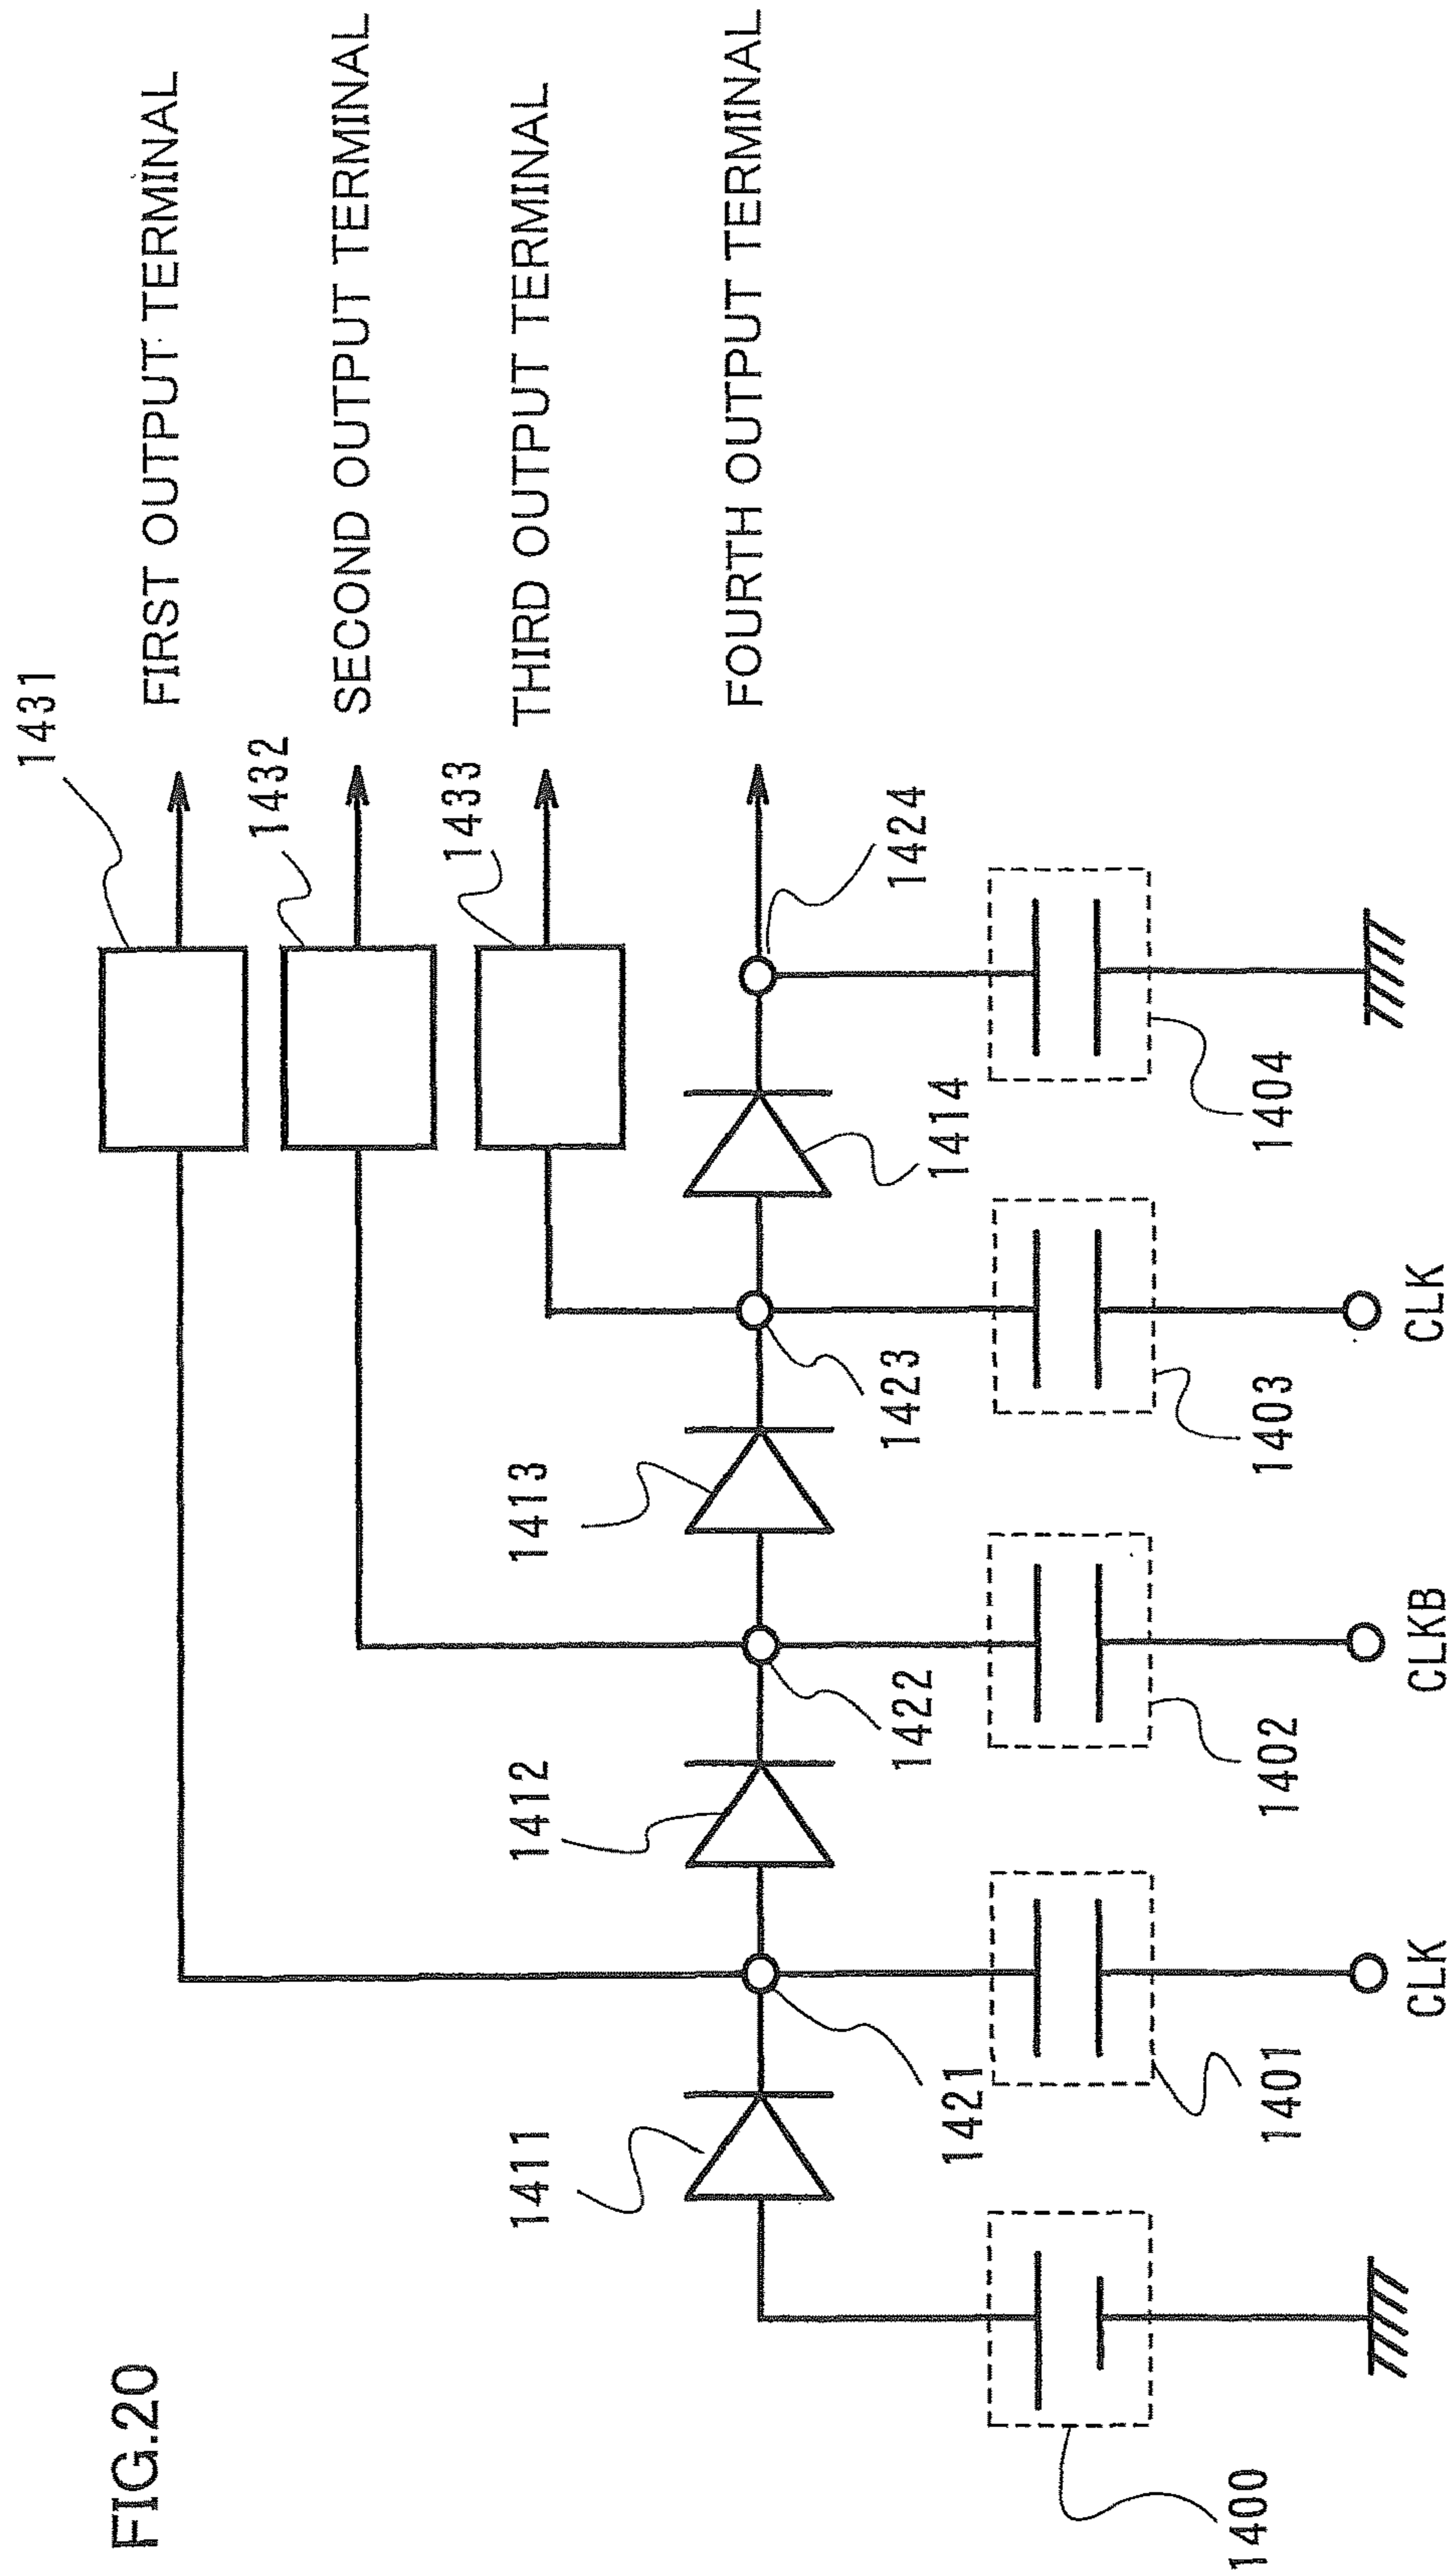 FIG.20
1431
FIRST OUTPUT TERMINAL
1432
SECOND OUTPUT TERMINAL
1433
THIRD OUTPUT TERMINAL
FOURTH OUTPUT TERMINAL
1411
1412
1413
1414
1421
1422
1423
1424
1400
1401
1402
1403
1404
CLK
CLKB
CLK